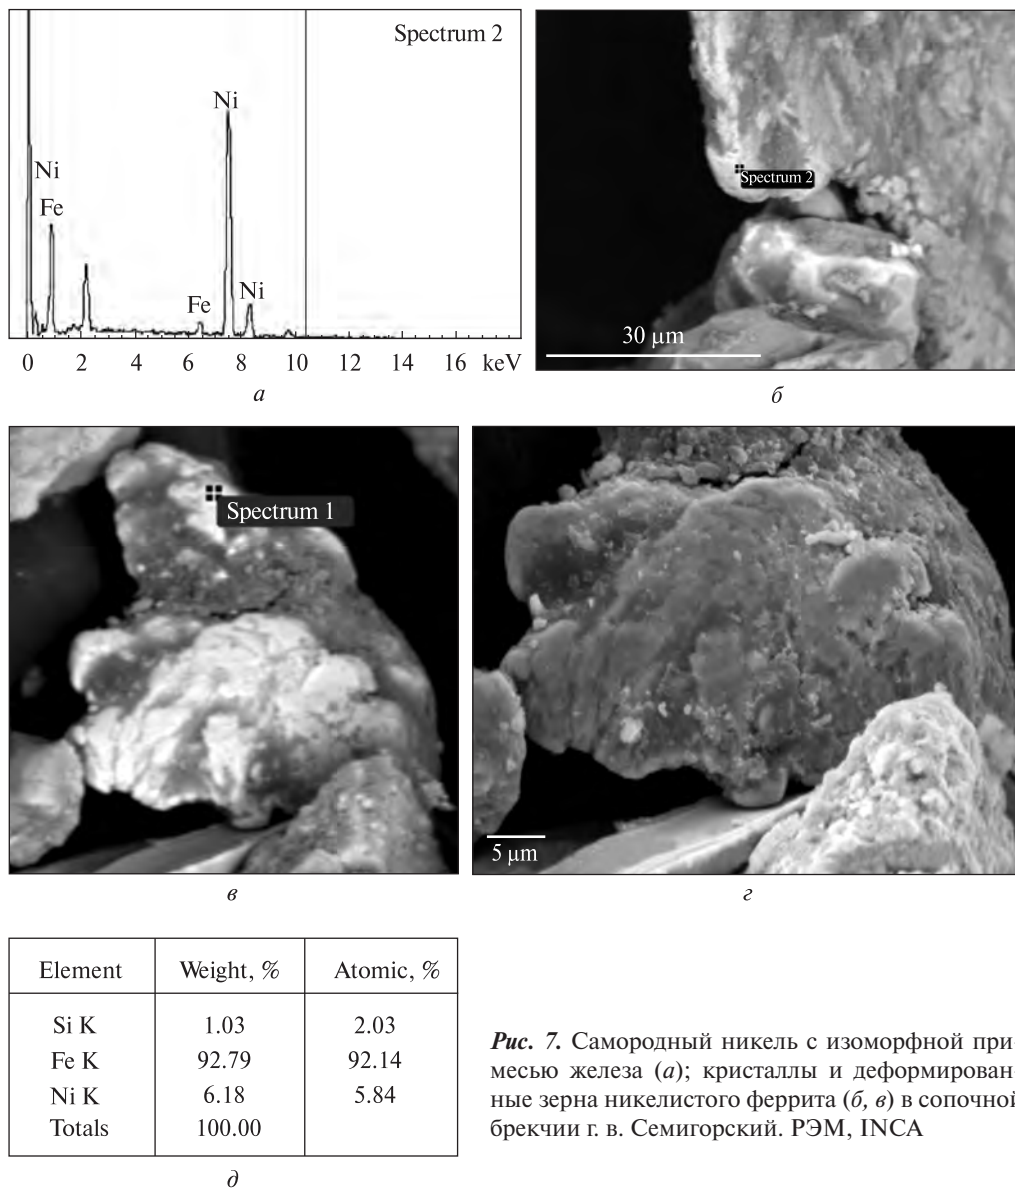 Spectrum 2
Ni
Ni
Fe
Fe
Ni
0 2 4 6 8 10 12 14 16 keV
а
Spectrum 2
30 μm
б
Spectrum 1
в
5 μm
г
Element Weight, % Atomic, %
Si K 1.03 2.03
Fe K 92.79 92.14
Ni K 6.18 5.84
Totals 100.00
д
Рис. 7. Самородный никель с изоморфной при-
месью железа (а); кристаллы и деформирован-
ные зерна никелистого феррита (б, в) в сопочной
брекчии г. в. Семигорский. РЭМ, INCA